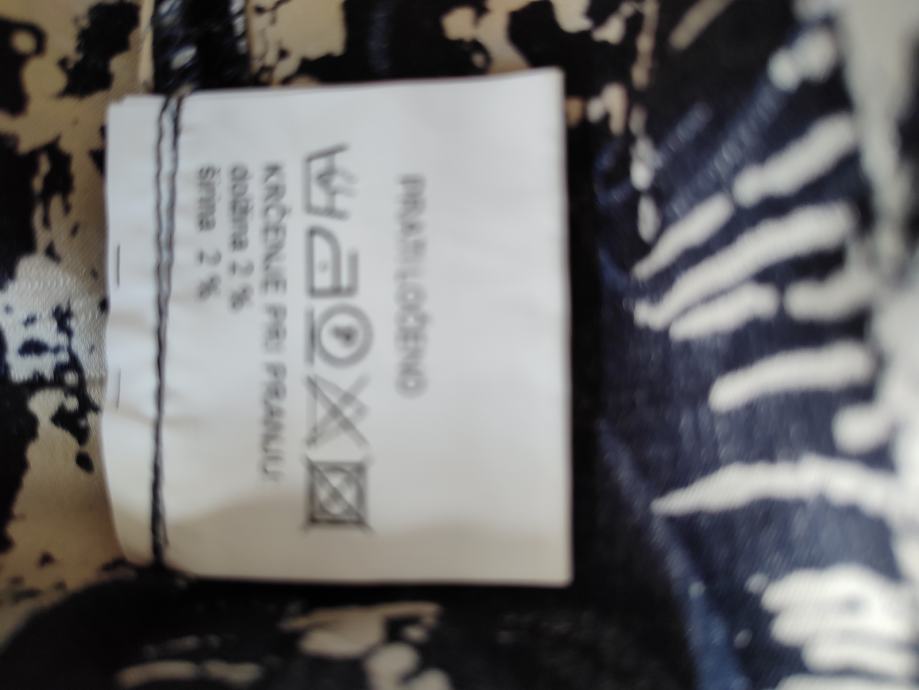 PRATI LOČENO
P
KRČENJE PRI PRANJU
dolžina 2 %
širina 2 %